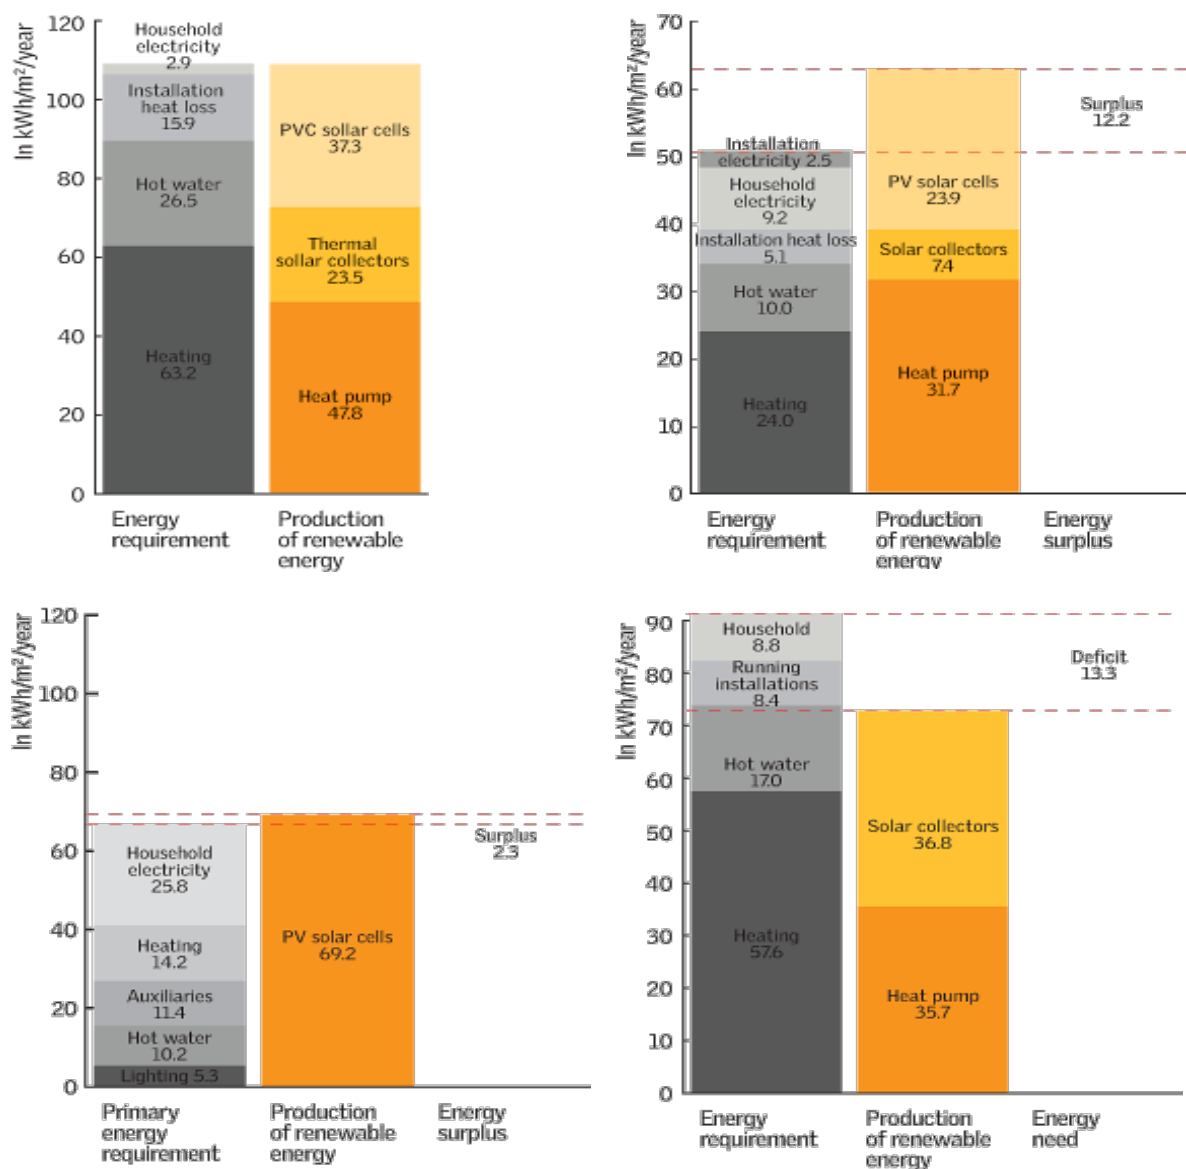 In kWh/m²/year
120
100
80
60
40
20
0
Household
electricity
2.9
Installation
heat loss
15.9
Hot water
26.5
Heating
63.2
PVC sollar cells
37.3
Thermal
sollar collectors
23.5
Heat pump
47.8
Energy
requirement
Production
of renewable
energy
In kWh/m²/year
70
60
50
40
30
20
10
0
Installation
electricity 2.5
Household
electricity
9.2
Installation heat loss
5.1
Hot water
10.0
Heating
24.0
PV solar cells
23.9
Solar collectors
7.4
Heat pump
31.7
Surplus
12.2
Energy
requirement
Production
of renewable
energy
Energy
surplus
In kWh/m²/year
120
100
80
60
40
20
0
Household
electricity
25.8
Heating
14.2
Auxiliaries
11.4
Hot water
10.2
Lighting 5.3
PV solar cells
69.2
Surplus
2.3
Primary
energy
requirement
Production
of renewable
energy
Energy
surplus
In kWh/m²/year
90
80
70
60
50
40
30
20
10
0
Household
8.8
Running
installations
8.4
Hot water
17.0
Heating
57.6
Solar collectors
36.8
Heat pump
35.7
Deficit
13.3
Energy
requirement
Production
of renewable
energy
Energy
need